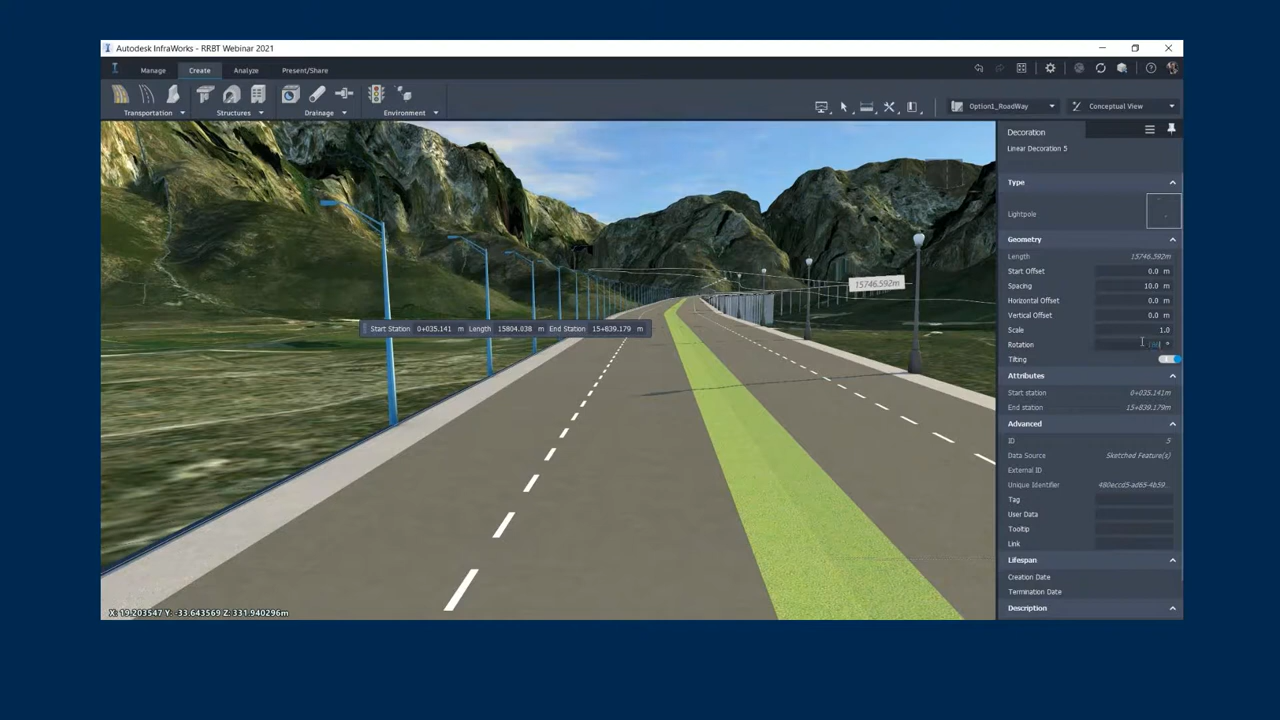 Autodesk InfraWorks - RRBT Webinar 2021
Manage Create Analyze Present/Share
Transportation Structures Drainage Environment
Option1_RoadWay Conceptual View
Decoration
Linear Decoration 5
Type
Lightpole
Geometry
Length 15746.592m
Start Offset 0.0 m
Spacing 10.0 m
Horizontal Offset 0.0 m
Vertical Offset 0.0 m
Scale 1.0
Rotation °
Tilting
Attributes
Start station 0+035.141m
End station 15+839.179m
Advanced
ID 5
Data Source Sketched Feature(s)
External ID
Unique Identifier 480eccd5-ad65-4b59...
Tag
User Data
Tooltip
Link
Lifespan
Creation Date
Termination Date
Description
15746.592m
Start Station 0+035.141 m Length 15804.038 m End Station 15+839.179 m
X: 19.203547 Y: -33.643569 Z: 331.940296m